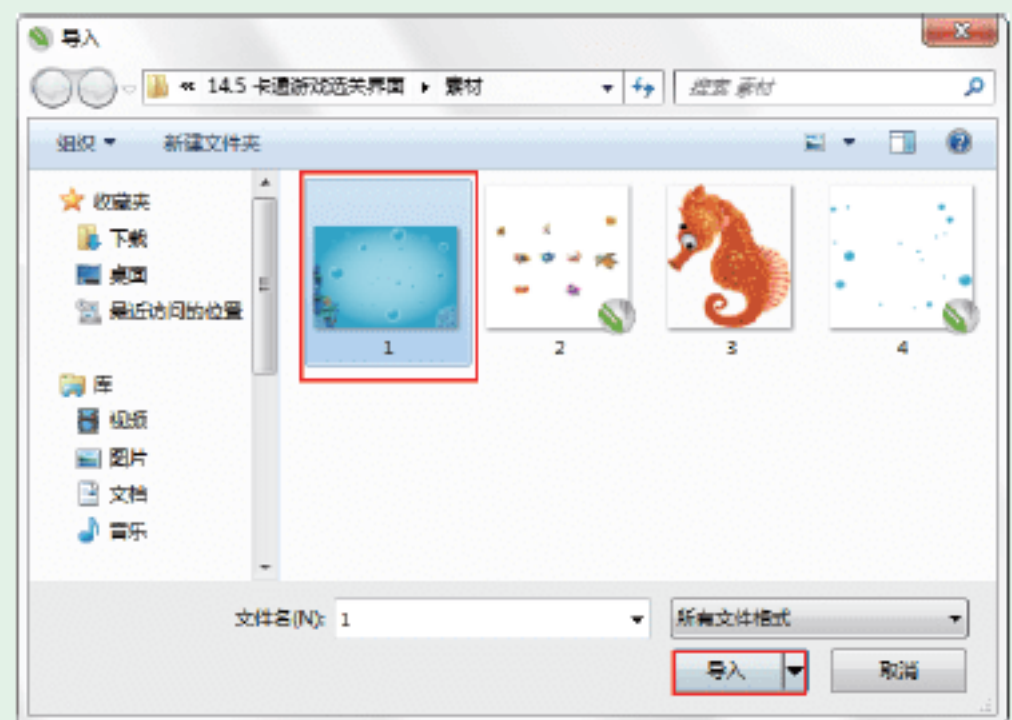 导入
« 14.5 卡通游戏选关界面 ▸ 素材
搜索 素材
组织
新建文件夹
收藏夹
下载
桌面
最近访问的位置
库
视频
图片
文档
音乐
1
2
3
4
文件名(N): 1
所有文件格式
导入
取消